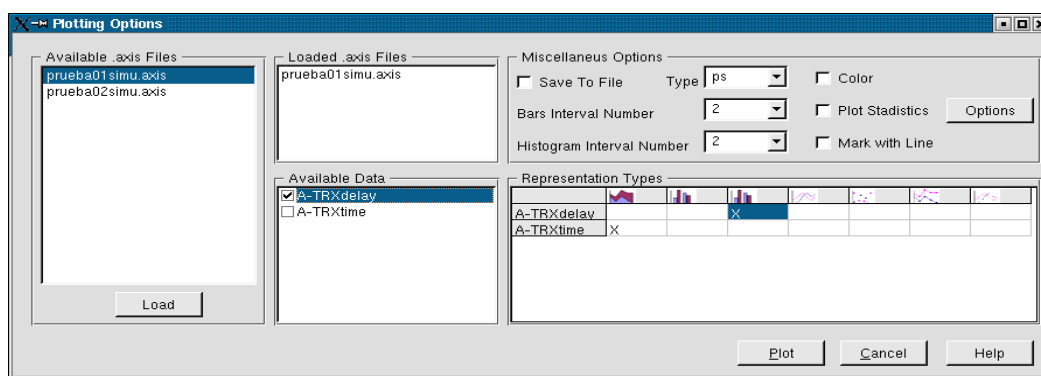 Plotting Options
Available .axis Files
prueba01simu.axis
prueba02simu.axis
Load
Loaded .axis Files
prueba01simu.axis
Available Data
A-TRXdelay
A-TRXtime
Miscellaneus Options
Save To File Type ps Color
Bars Interval Number 2 Plot Stadistics Options
Histogram Interval Number 2 Mark with Line
Representation Types
A-TRXdelay X
A-TRXtime X
Plot Cancel Help